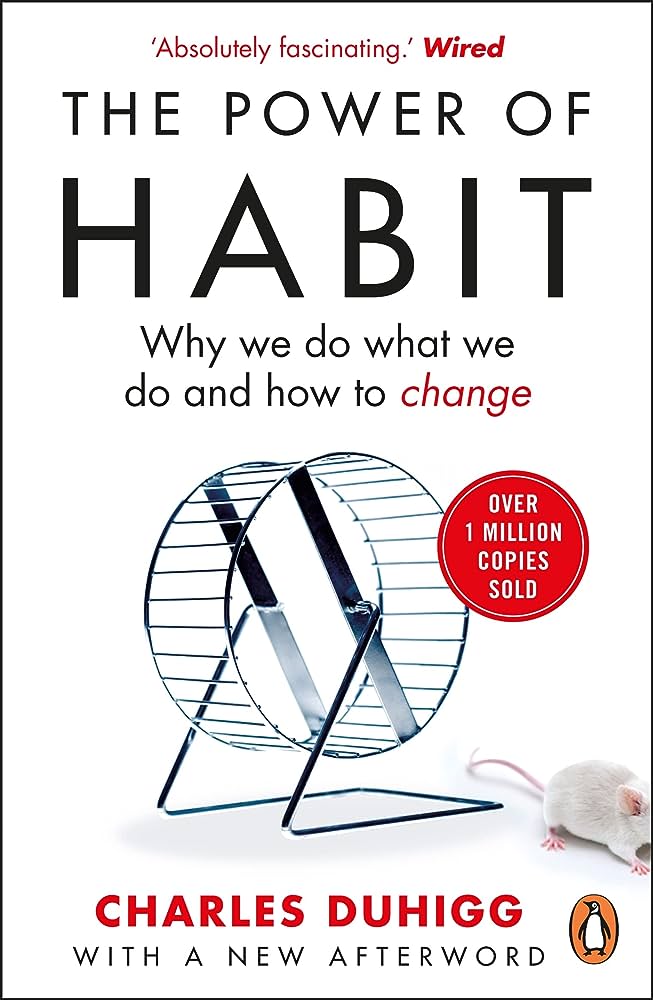 ‘Absolutely fascinating.’ Wired
THE POWER OF
HABIT
Why we do what we
do and how to change
OVER
1 MILLION
COPIES
SOLD
CHARLES DUHIGG
WITH A NEW AFTERWORD